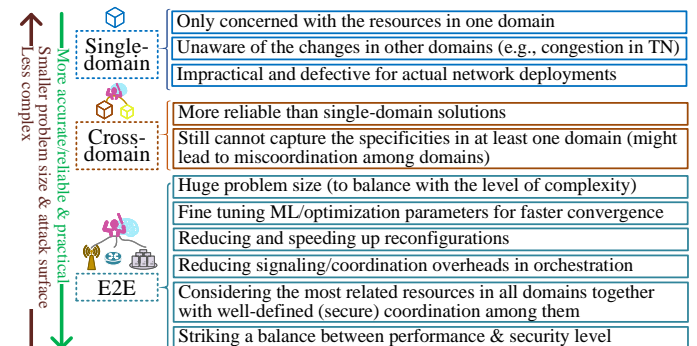 Less complex
Smaller problem size & attack surface
More accurate/reliable & practical
Single-
domain
Only concerned with the resources in one domain
Unaware of the changes in other domains (e.g., congestion in TN)
Impractical and defective for actual network deployments
Cross-
domain
More reliable than single-domain solutions
Still cannot capture the specificities in at least one domain (might
lead to miscoordination among domains)
E2E
Huge problem size (to balance with the level of complexity)
Fine tuning ML/optimization parameters for faster convergence
Reducing and speeding up reconfigurations
Reducing signaling/coordination overheads in orchestration
Considering the most related resources in all domains together
with well-defined (secure) coordination among them
Striking a balance between performance & security level